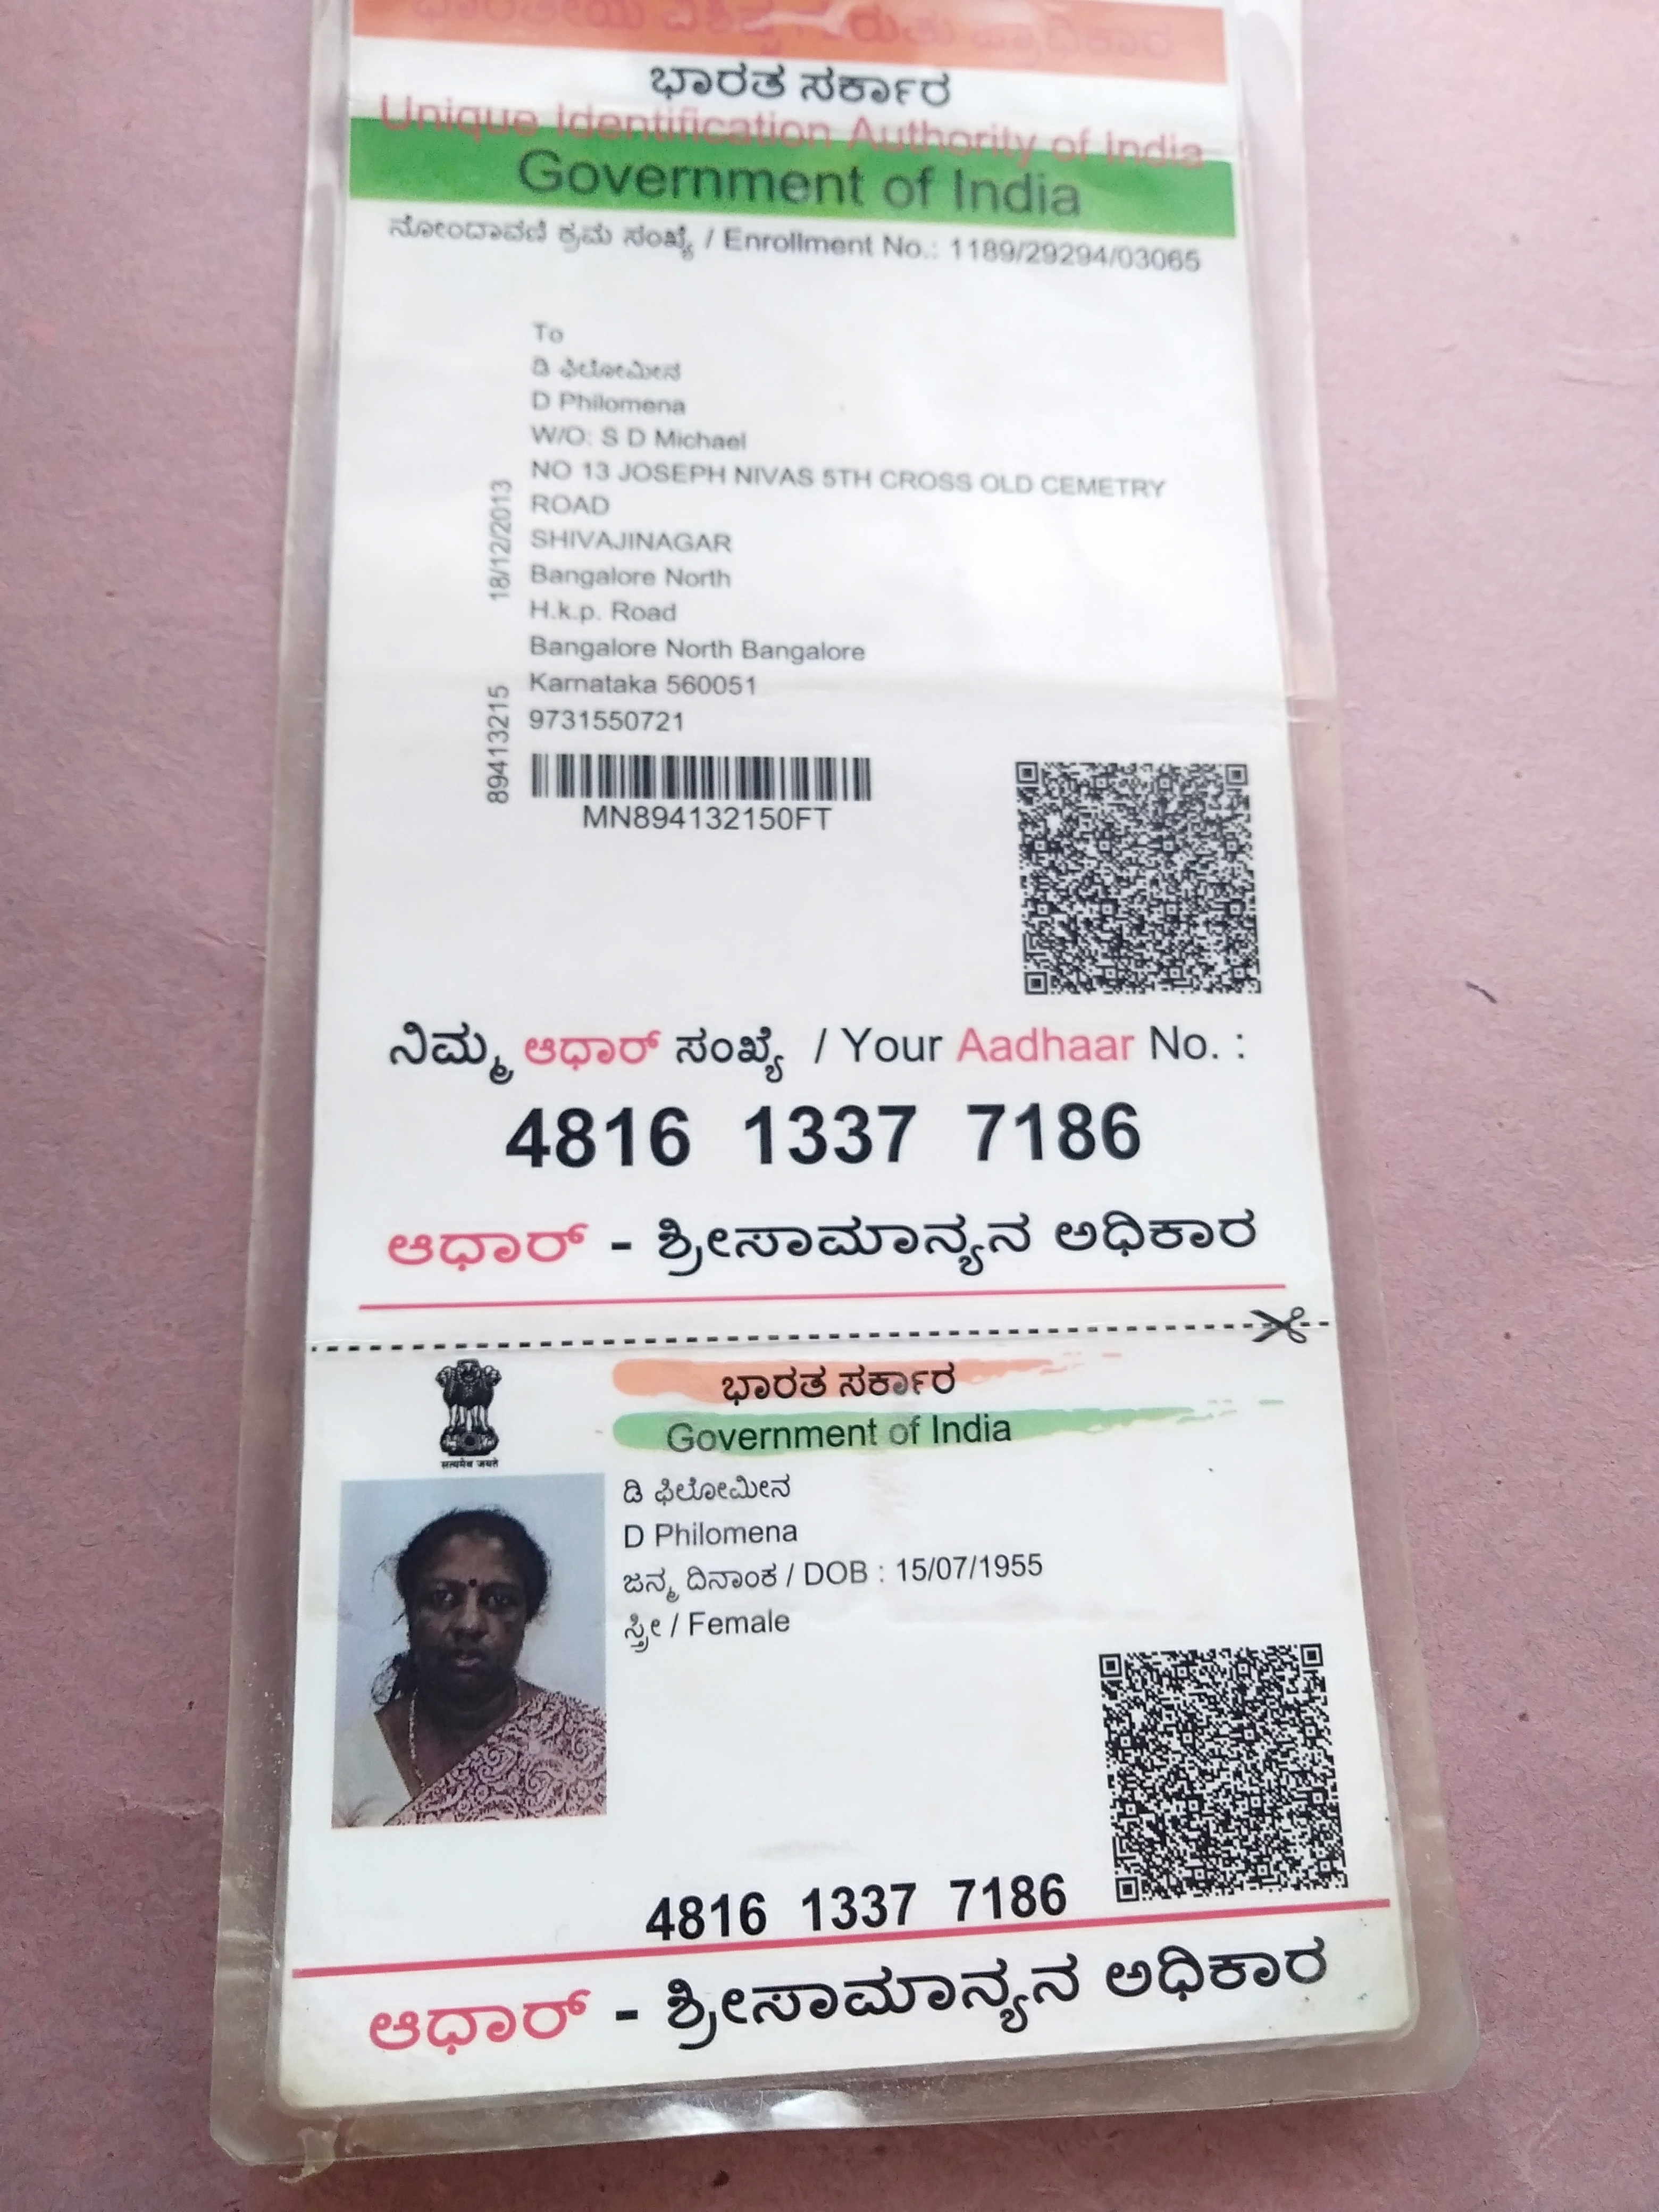 ಭಾರತೀಯ ವಿಶಿಷ್ಟ ಗುರುತು ಪ್ರಾಧಿಕಾರ
ಭಾರತ ಸರ್ಕಾರ
Unique Identification Authority of India
Government of India
ನೋಂದಾವಣಿ ಕ್ರಮ ಸಂಖ್ಯೆ / Enrollment No.: 1189/29294/03065
To
ಡಿ ಫಿಲೋಮೀನ
D Philomena
W/O: S D Michael
NO 13 JOSEPH NIVAS 5TH CROSS OLD CEMETRY
ROAD
SHIVAJINAGAR
Bangalore North
H.k.p. Road
Bangalore North Bangalore
Karnataka 560051
9731550721
18/12/2013
89413215
MN894132150FT
ನಿಮ್ಮ ಆಧಾರ್ ಸಂಖ್ಯೆ / Your Aadhaar No. :
4816 1337 7186
ಆಧಾರ್ - ಶ್ರೀಸಾಮಾನ್ಯನ ಅಧಿಕಾರ
ಭಾರತ ಸರ್ಕಾರ
Government of India
सत्यमेव जयते
ಡಿ ಫಿಲೋಮೀನ
D Philomena
ಜನ್ಮ ದಿನಾಂಕ / DOB : 15/07/1955
ಸ್ತ್ರೀ / Female
4816 1337 7186
ಆಧಾರ್ - ಶ್ರೀಸಾಮಾನ್ಯನ ಅಧಿಕಾರ